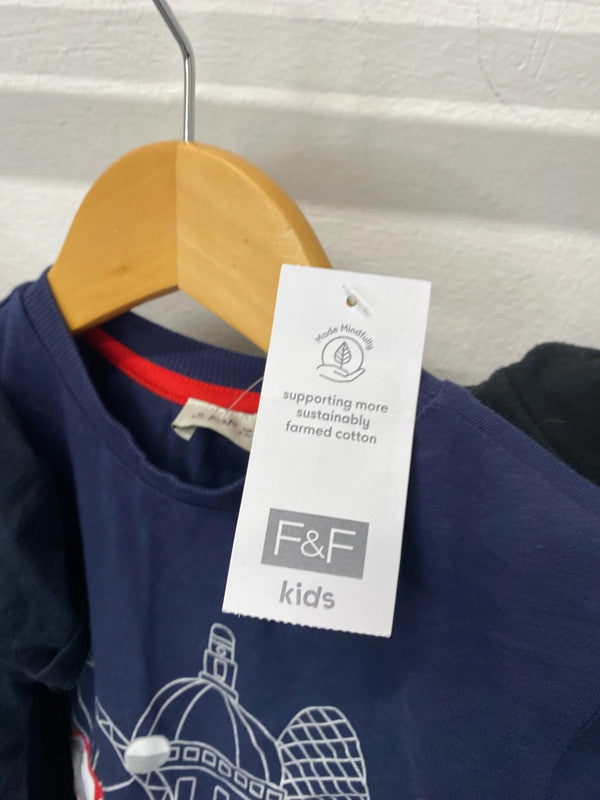 Made Mindfully
supporting more
sustainably
farmed cotton
F&F
kids